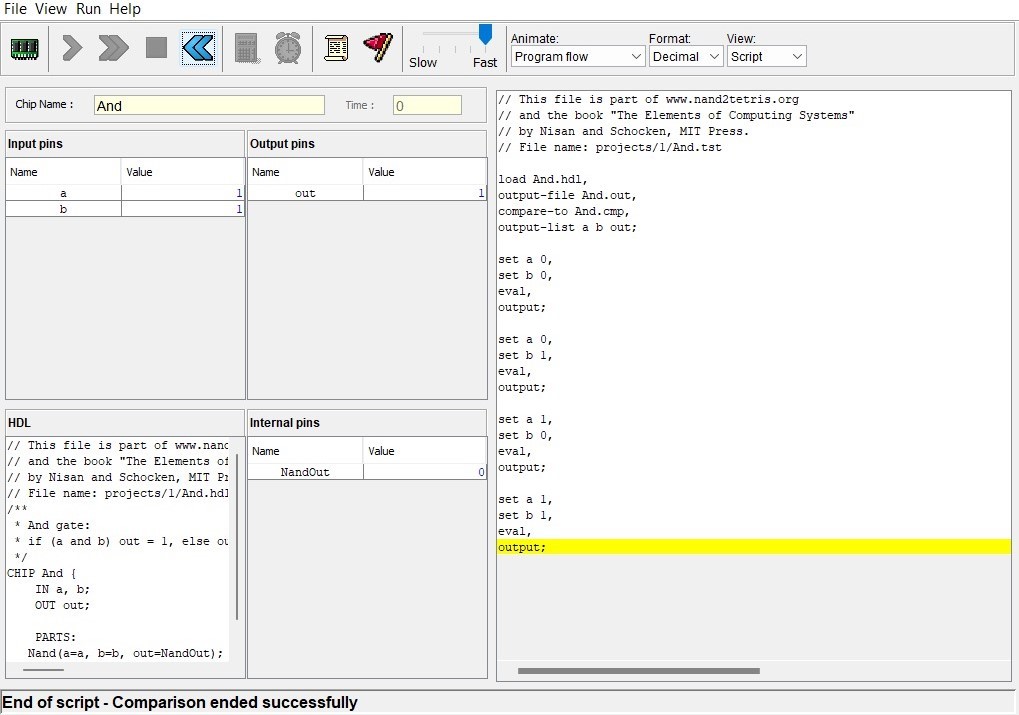 File View Run Help
Slow Fast
Animate:
Program flow
Format:
Decimal
View:
Script
Chip Name : And Time : 0
Input pins
Name Value
a 1
b 1
Output pins
Name Value
out 1
HDL
// This file is part of www.nand
// and the book "The Elements of
// by Nisan and Schocken, MIT Pr
// File name: projects/1/And.hdl
/**
* And gate:
* if (a and b) out = 1, else ou
*/
CHIP And {
IN a, b;
OUT out;
PARTS:
Nand(a=a, b=b, out=NandOut);
Internal pins
Name Value
NandOut 0
// This file is part of www.nand2tetris.org
// and the book "The Elements of Computing Systems"
// by Nisan and Schocken, MIT Press.
// File name: projects/1/And.tst
load And.hdl,
output-file And.out,
compare-to And.cmp,
output-list a b out;
set a 0,
set b 0,
eval,
output;
set a 0,
set b 1,
eval,
output;
set a 1,
set b 0,
eval,
output;
set a 1,
set b 1,
eval,
output;
End of script - Comparison ended successfully